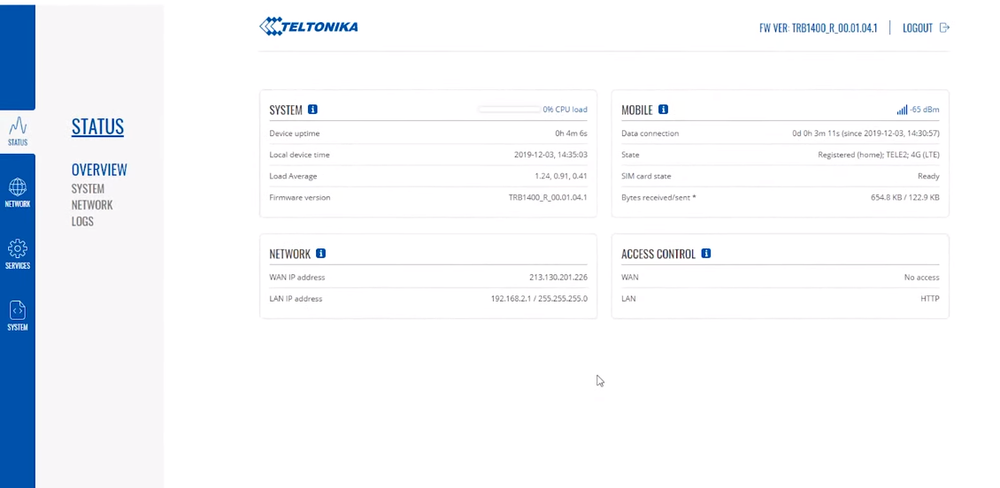 TELTONIKA
FW VER: TRB1400_R_00.01.04.1 LOGOUT
STATUS
NETWORK
SERVICES
SYSTEM
STATUS
OVERVIEW
SYSTEM
NETWORK
LOGS
SYSTEM 0% CPU load
Device uptime 0h 4m 6s
Local device time 2019-12-03, 14:35:03
Load Average 1.24, 0.91, 0.41
Firmware version TRB1400_R_00.01.04.1
MOBILE -65 dBm
Data connection 0d 0h 3m 11s (since 2019-12-03, 14:30:57)
State Registered (home); TELE2; 4G (LTE)
SIM card state Ready
Bytes received/sent * 654.8 KB / 122.9 KB
NETWORK
WAN IP address 213.130.201.226
LAN IP address 192.168.2.1 / 255.255.255.0
ACCESS CONTROL
WAN No access
LAN HTTP